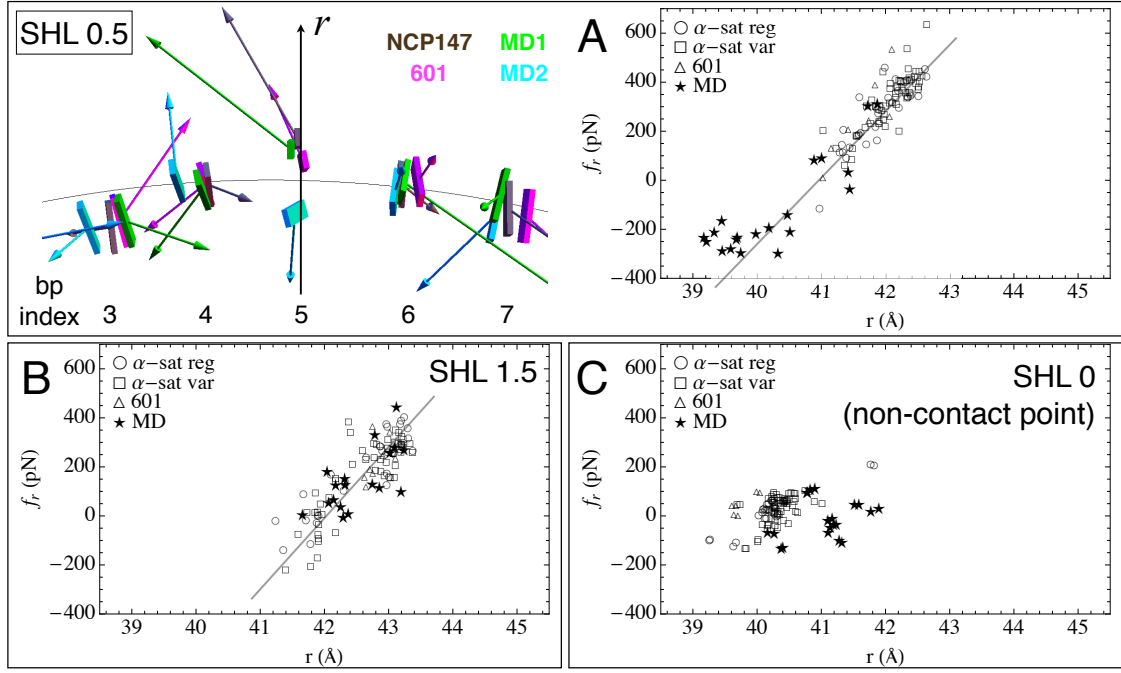 SHL 0.5
r
NCP147 MD1
601 MD2
bp
index 3 4 5 6 7
A
α−sat reg
α−sat var
601
MD
600
400
200
0
−200
−400
fr (pN)
39 40 41 42 43 44 45
r (Å)
B
SHL 1.5
α−sat reg
α−sat var
601
MD
600
400
200
0
−200
−400
fr (pN)
39 40 41 42 43 44 45
r (Å)
C
SHL 0
(non-contact point)
α−sat reg
α−sat var
601
MD
600
400
200
0
−200
−400
fr (pN)
39 40 41 42 43 44 45
r (Å)